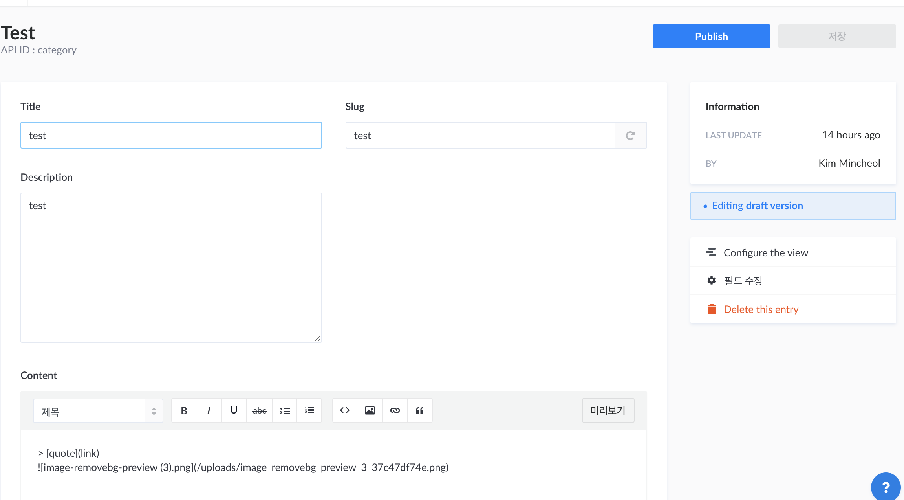 Test
API ID : category
Publish
저장
Title
test
Slug
test
Description
test
Content
제목
B I U abc
미리보기
> [quote](link)
![image-removebg-preview (3).png](/uploads/image_removebg_preview_3_37c47df74e.png)
Information
LAST UPDATE 14 hours ago
BY Kim Mincheol
Editing draft version
Configure the view
필드 수정
Delete this entry
?